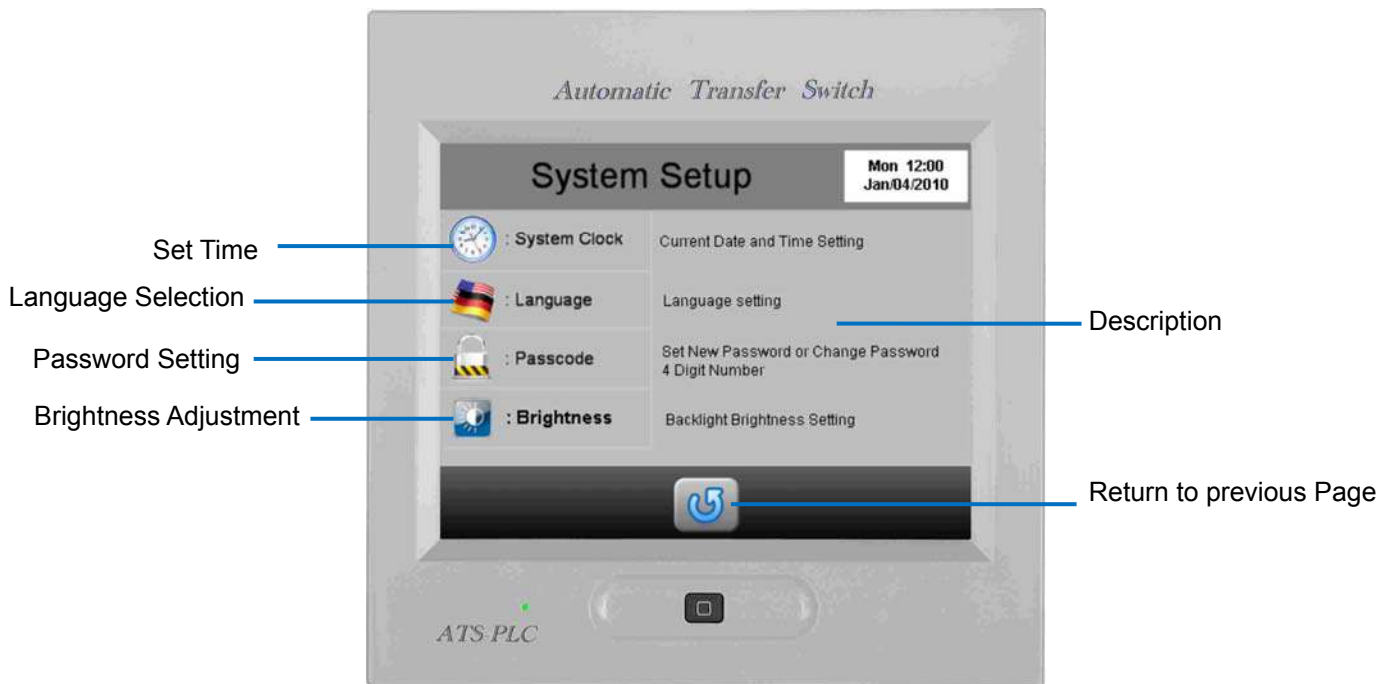 Automatic Transfer Switch
System Setup
Mon 12:00
Jan/04/2010
Set Time
: System Clock
Current Date and Time Setting
Language Selection
: Language
Language setting
Description
Password Setting
: Passcode
Set New Password or Change Password
4 Digit Number
Brightness Adjustment
: Brightness
Backlight Brightness Setting
Return to previous Page
ATS-PLC